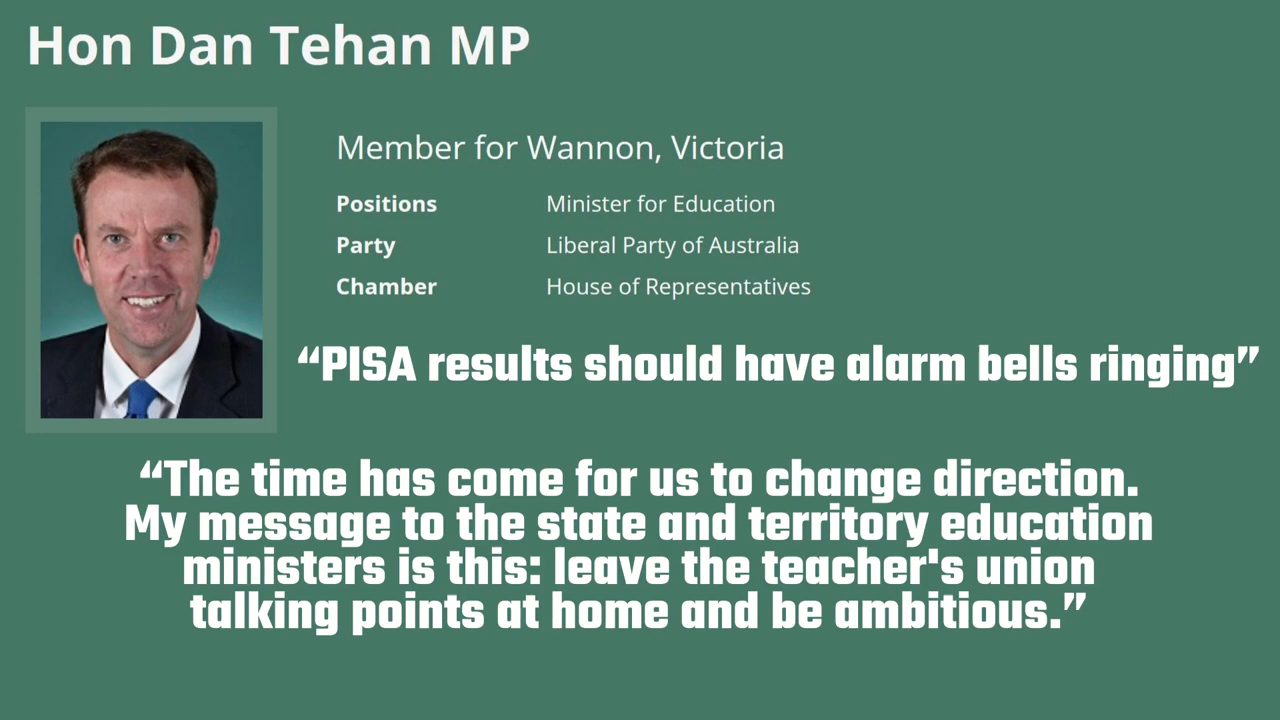 Hon Dan Tehan MP
Member for Wannon, Victoria
Positions Minister for Education
Party Liberal Party of Australia
Chamber House of Representatives
“PISA results should have alarm bells ringing”
“The time has come for us to change direction.
My message to the state and territory education
ministers is this: leave the teacher's union
talking points at home and be ambitious.”